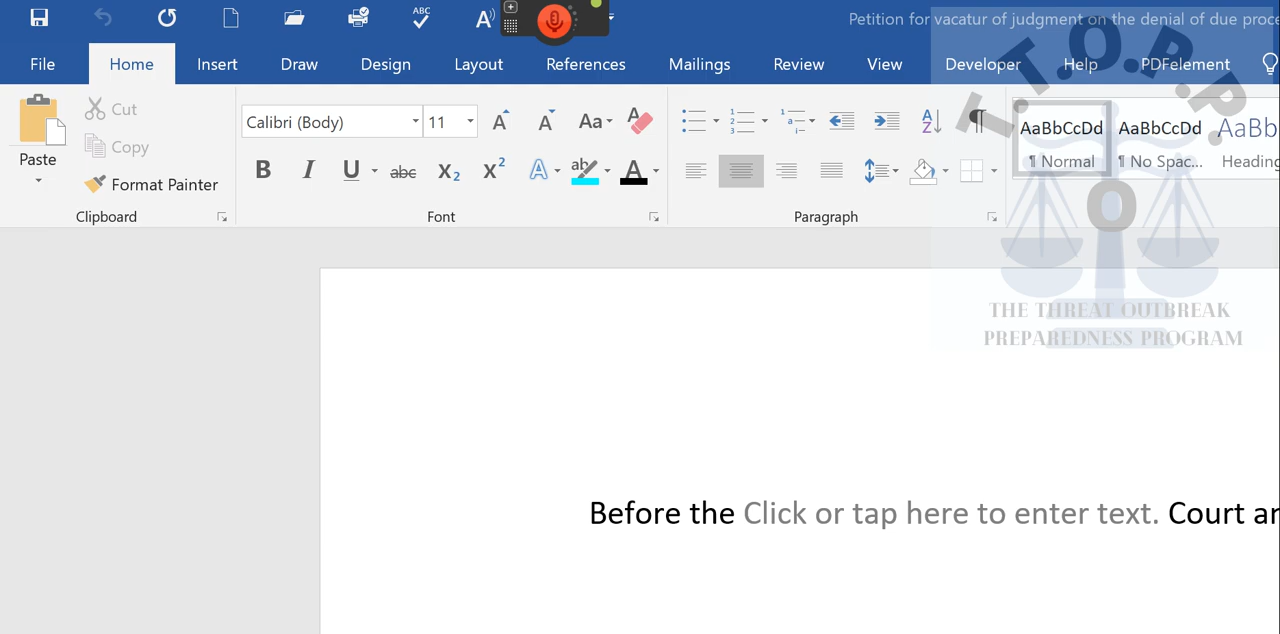 Petition for vacatur of judgment on the denial of due proce
ABC
File Home Insert Draw Design Layout References Mailings Review View Developer Help PDFelement
T.T.O.P.P.
Paste
Cut
Copy
Format Painter
Clipboard
Calibri (Body) 11
Font
Paragraph
AaBbCcDd AaBbCcDd AaBb
¶ Normal ¶ No Spac... Heading
O
THE THREAT OUTBREAK
PREPAREDNESS PROGRAM
Before the Click or tap here to enter text. Court an